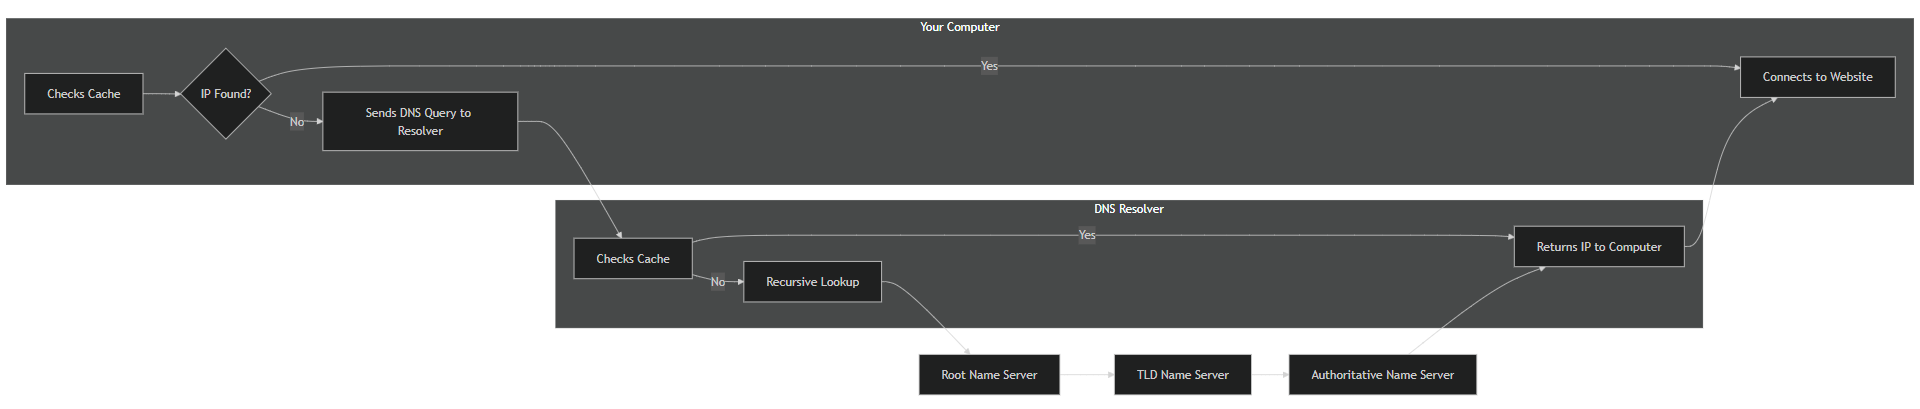 Your Computer
Checks Cache
IP Found?
Yes
Connects to Website
No
Sends DNS Query to
Resolver
DNS Resolver
Checks Cache
Yes
Returns IP to Computer
No
Recursive Lookup
Root Name Server
TLD Name Server
Authoritative Name Server